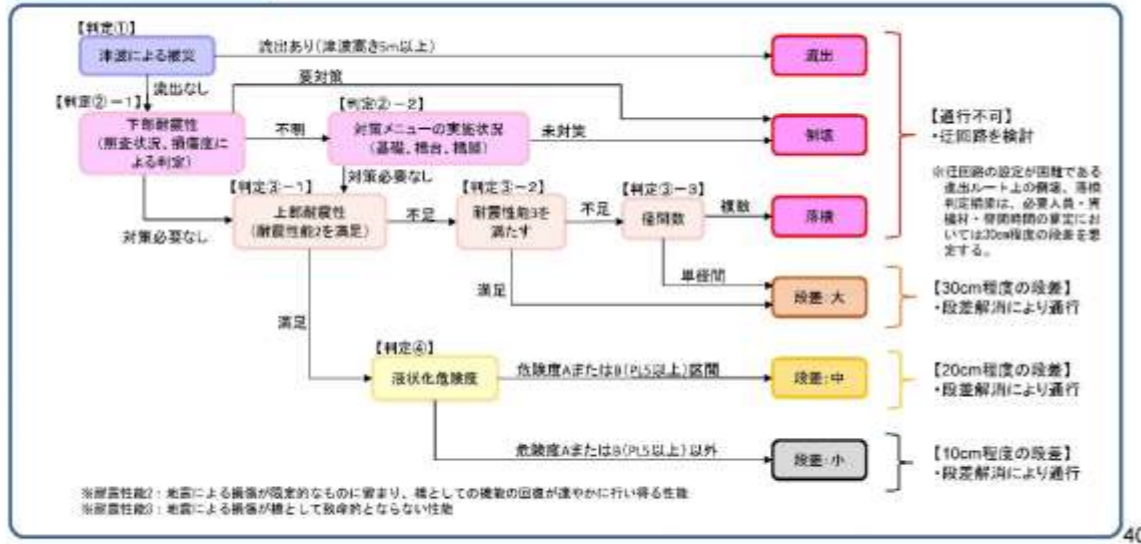 【判定①】
津波による被災
流出あり(津波高さ5m以上)
流出
流出なし
要対策
【判定②－1】
下部耐震性
(照査状況、損傷度に
よる判定)
不明
【判定②－2】
対策メニューの実施状況
(基礎、橋台、橋脚)
未対策
倒壊
【通行不可】
・迂回路を検討
※迂回路の設定が困難である
進出ルート上の倒壊、落橋
判定橋梁は、必要人員・資
機材・啓開時間の算定にお
いては30cm程度の段差を想
定する。
対策必要なし
対策必要なし
【判定③－1】
上部耐震性
(耐震性能2を満足)
不足
【判定③－2】
耐震性能3を
満たす
不足
【判定③－3】
径間数
複数
落橋
単径間
満足
段差:大
【30cm程度の段差】
・段差解消により通行
満足
【判定④】
液状化危険度
危険度AまたはB(PL5以上)区間
段差:中
【20cm程度の段差】
・段差解消により通行
危険度AまたはB(PL5以上)以外
段差:小
【10cm程度の段差】
・段差解消により通行
※耐震性能2:地震による損傷が限定的なものに留まり、橋としての機能の回復が速やかに行い得る性能
※耐震性能3:地震による損傷が橋として致命的とならない性能
40